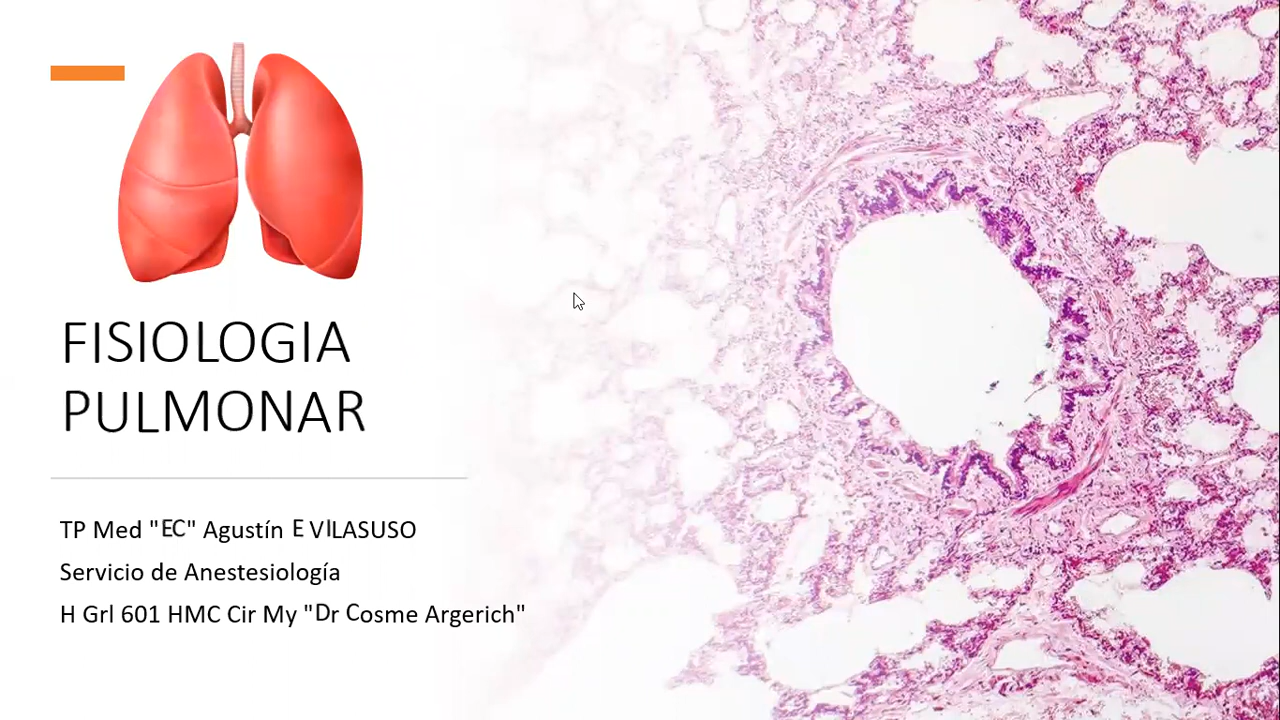 FISIOLOGIA
PULMONAR
TP Med "EC" Agustín E VILASUSO
Servicio de Anestesiología
H Grl 601 HMC Cir My "Dr Cosme Argerich"